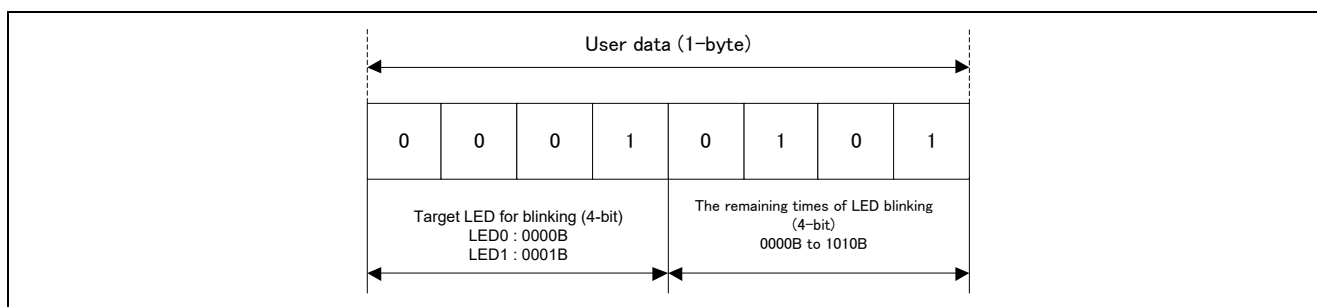 User data (1-byte)
0 0 0 1 0 1 0 1
Target LED for blinking (4-bit)
LED0 : 0000B
LED1 : 0001B
The remaining times of LED blinking
(4-bit)
0000B to 1010B